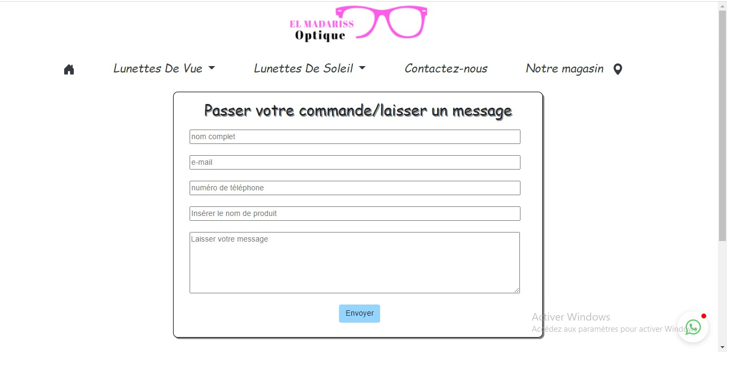 EL MADARISS
Optique
Lunettes De Vue
Lunettes De Soleil
Contactez-nous
Notre magasin
Passer votre commande/laisser un message
nom complet
e-mail
numéro de téléphone
Insérer le nom de produit
Laisser votre message
Envoyer
Activer Windows
Accédez aux paramètres pour activer Windows